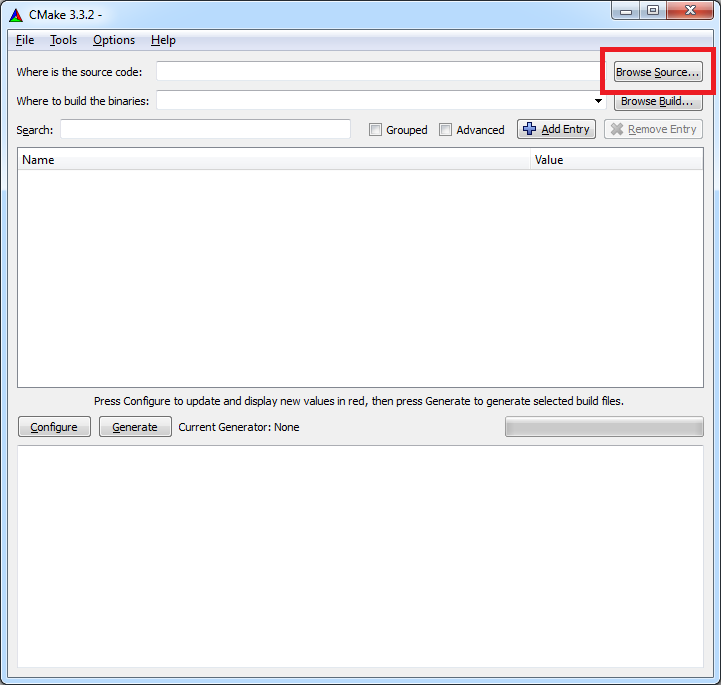 CMake 3.3.2 -
File Tools Options Help
Where is the source code: Browse Source...
Where to build the binaries: Browse Build...
Search: Grouped Advanced Add Entry Remove Entry
Name Value
Press Configure to update and display new values in red, then press Generate to generate selected build files.
Configure Generate Current Generator: None